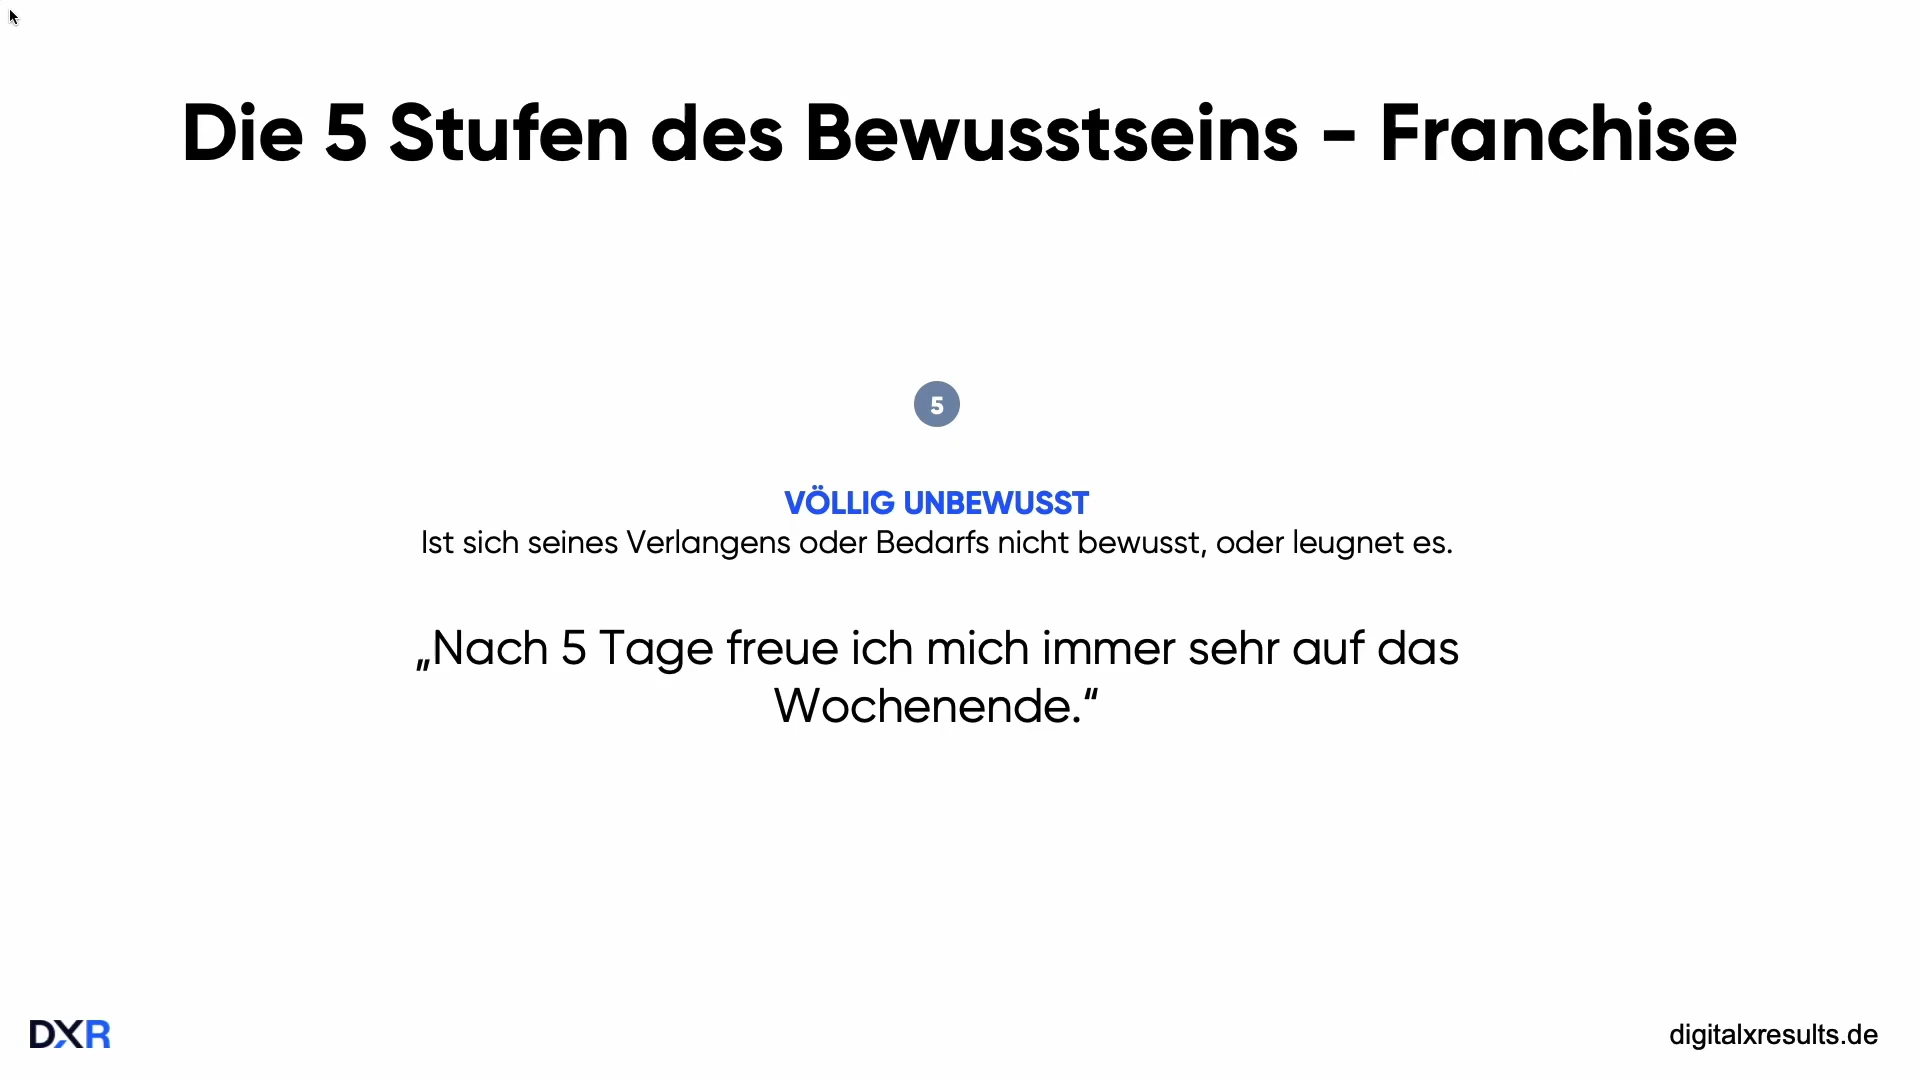 Die 5 Stufen des Bewusstseins - Franchise
5
VÖLLIG UNBEWUSST
Ist sich seines Verlangens oder Bedarfs nicht bewusst, oder leugnet es.
„Nach 5 Tage freue ich mich immer sehr auf das
Wochenende.“
DXR
digitalxresults.de